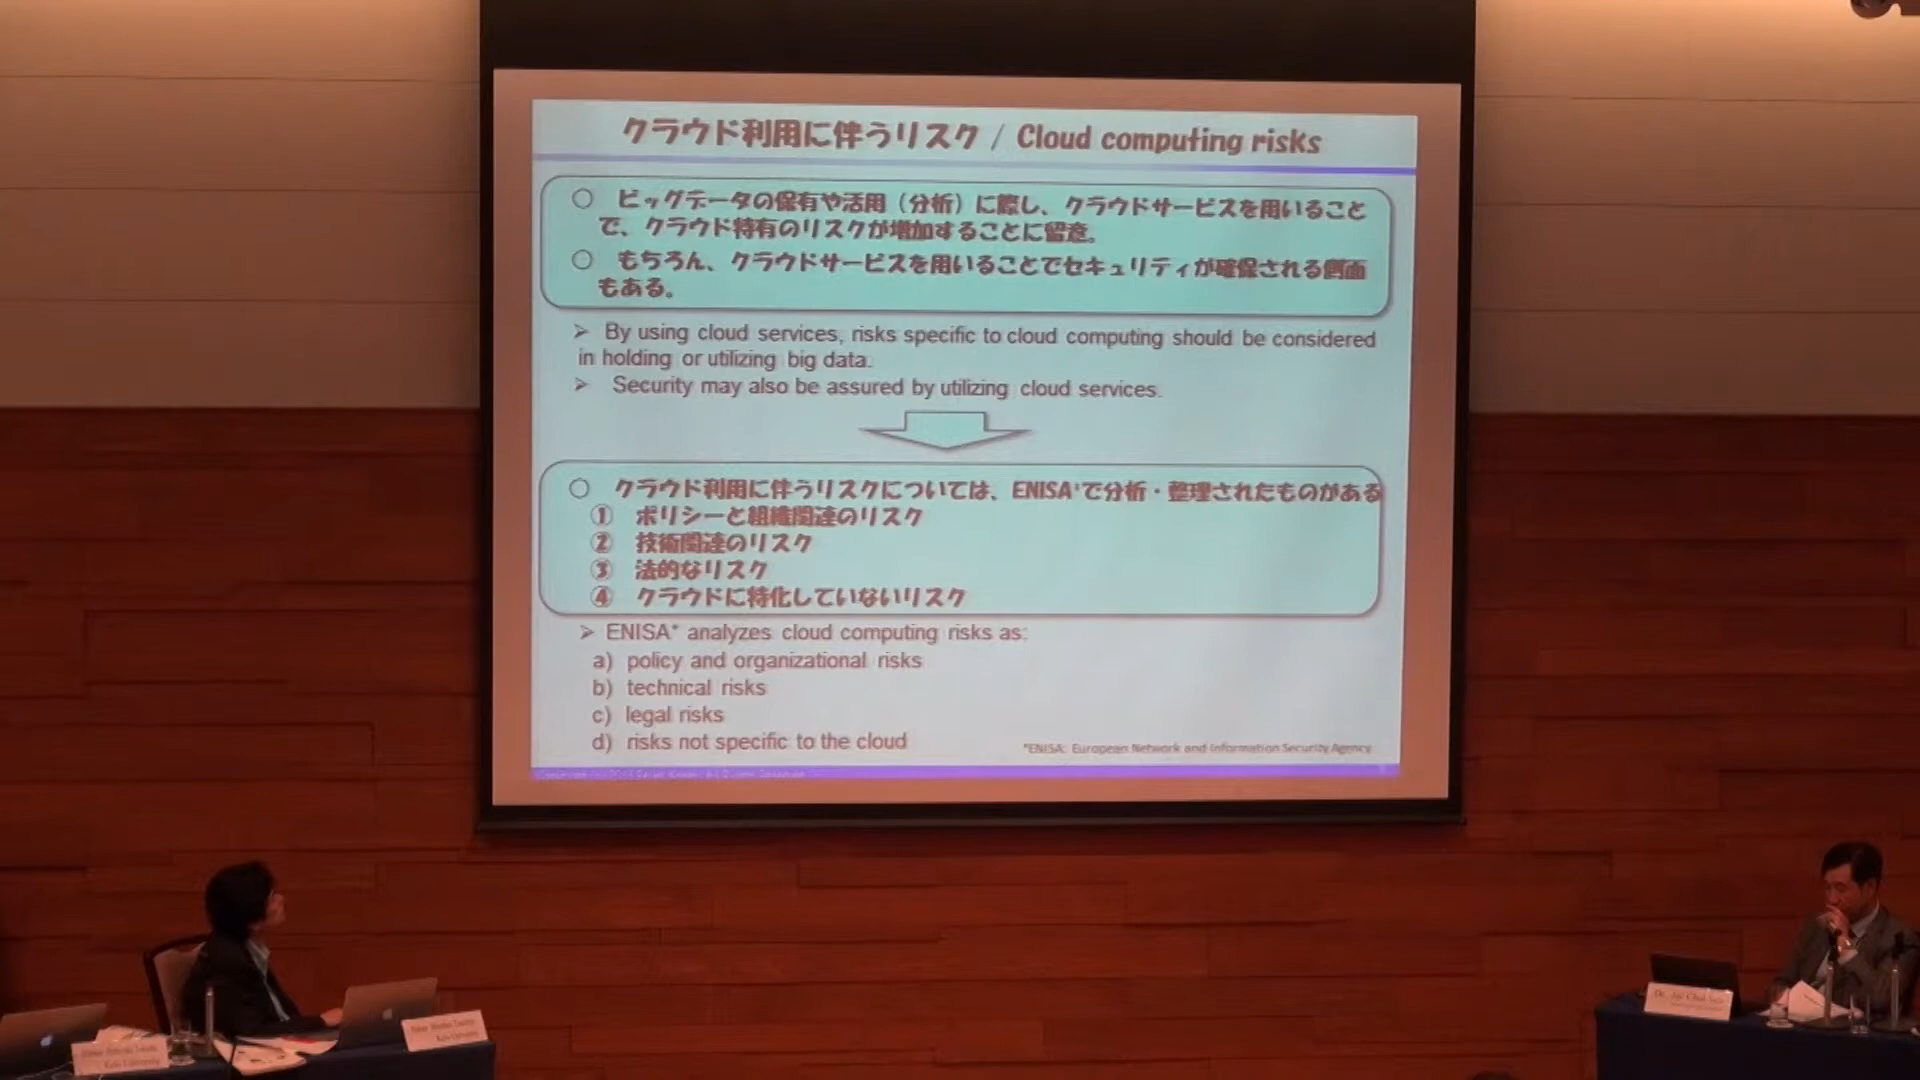 クラウド利用に伴うリスク / Cloud computing risks
○ ビッグデータの保有や活用（分析）に際し、クラウドサービスを用いること
で、クラウド特有のリスクが増加することに留意。
○ もちろん、クラウドサービスを用いることでセキュリティが確保される側面
もある。
➢ By using cloud services, risks specific to cloud computing should be considered
in holding or utilizing big data.
➢ Security may also be assured by utilizing cloud services.
○ クラウド利用に伴うリスクについては、ENISA*で分析・整理されたものがある
① ポリシーと組織関連のリスク
② 技術関連のリスク
③ 法的なリスク
④ クラウドに特化していないリスク
➢ ENISA* analyzes cloud computing risks as:
a) policy and organizational risks
b) technical risks
c) legal risks
d) risks not specific to the cloud
*ENISA: European Network and Information Security Agency
Keio University
Keio University
Dr.